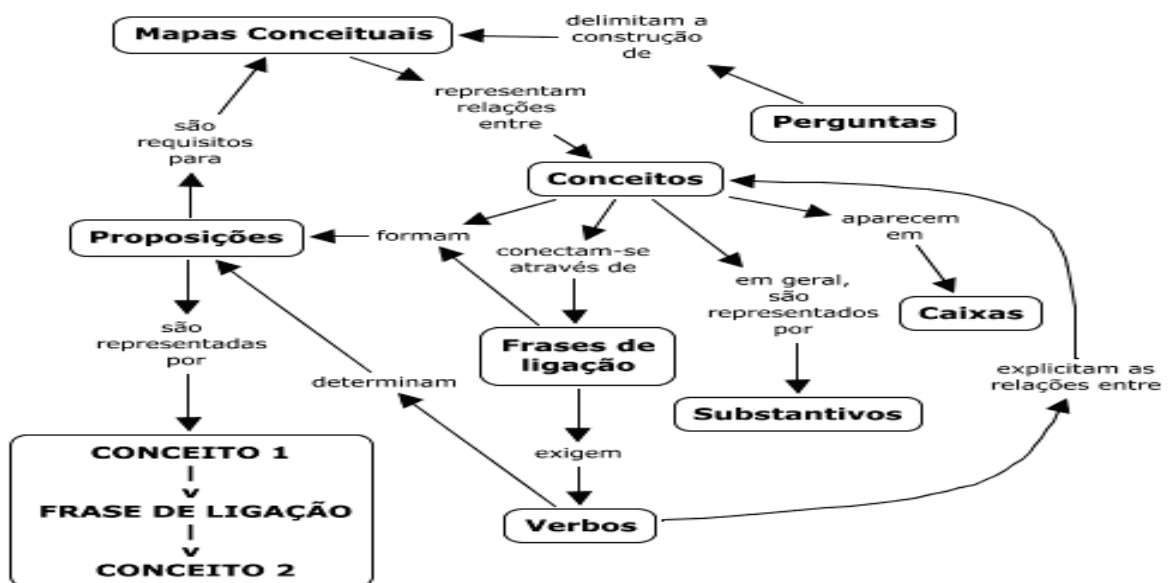 Mapas Conceituais
delimitam a
construção
de
representam
relações
entre
Perguntas
são
requisitos
para
Conceitos
aparecem
em
Proposições
formam
conectam-se
através de
em geral,
são
representados
por
Caixas
são
representadas
por
Frases de
ligação
explicitam as
relações entre
determinam
Substantivos
exigem
CONCEITO 1
I
v
FRASE DE LIGAÇÃO
I
v
CONCEITO 2
Verbos